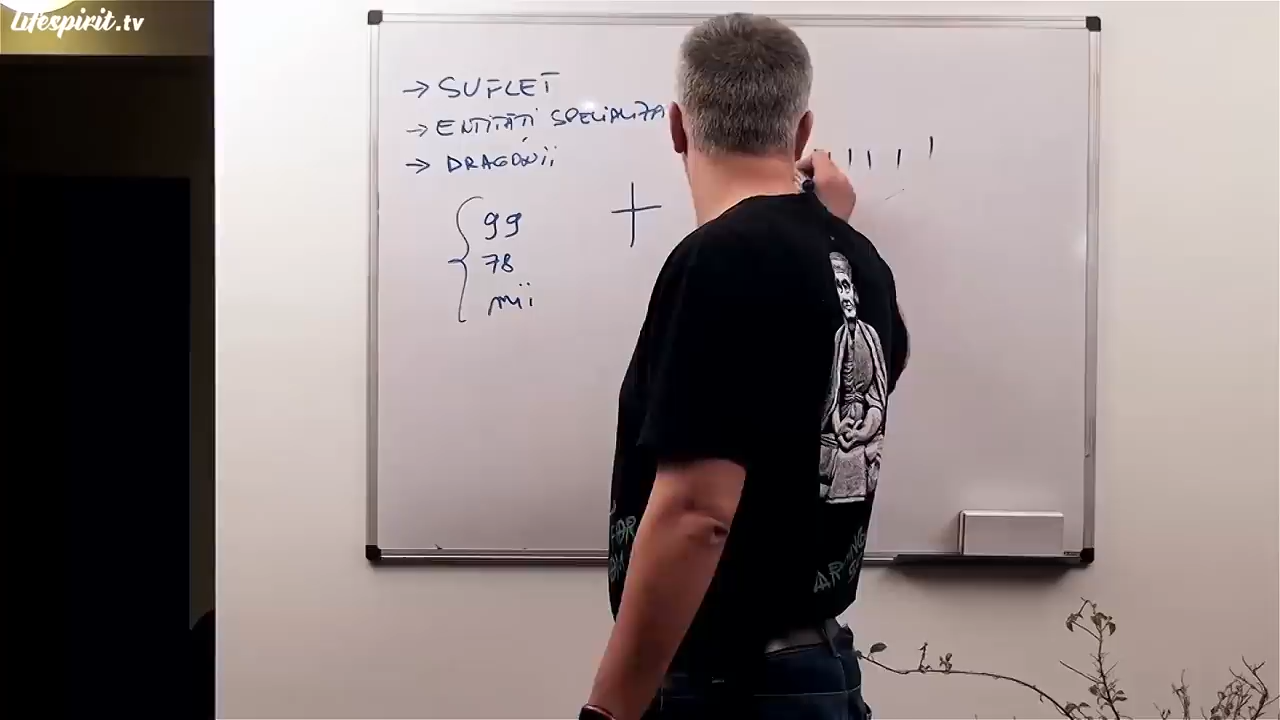 Lifespirit.tv
→ SUFLET
→ ENTITĂȚI SPECIALIZA
→ DRAGONII
99
78
mii